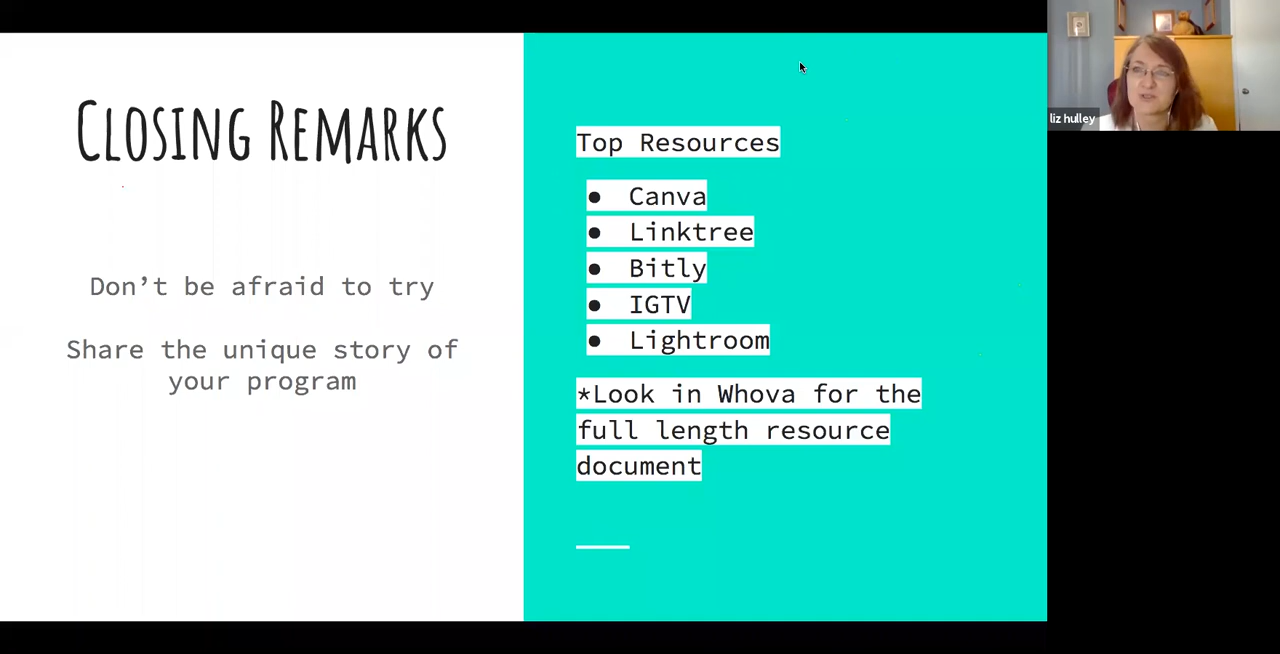 Closing Remarks
Don’t be afraid to try
Share the unique story of
your program
Top Resources
● Canva
● Linktree
● Bitly
● IGTV
● Lightroom
*Look in Whova for the
full length resource
document
liz hulley